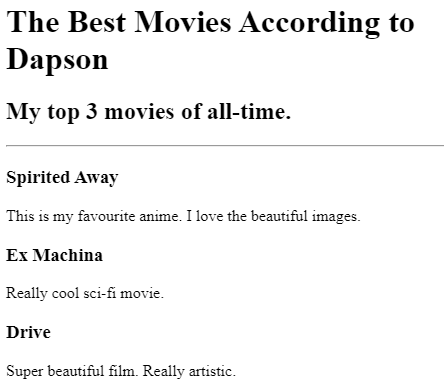 The Best Movies According to
Dapson
My top 3 movies of all-time.
Spirited Away
This is my favourite anime. I love the beautiful images.
Ex Machina
Really cool sci-fi movie.
Drive
Super beautiful film. Really artistic.